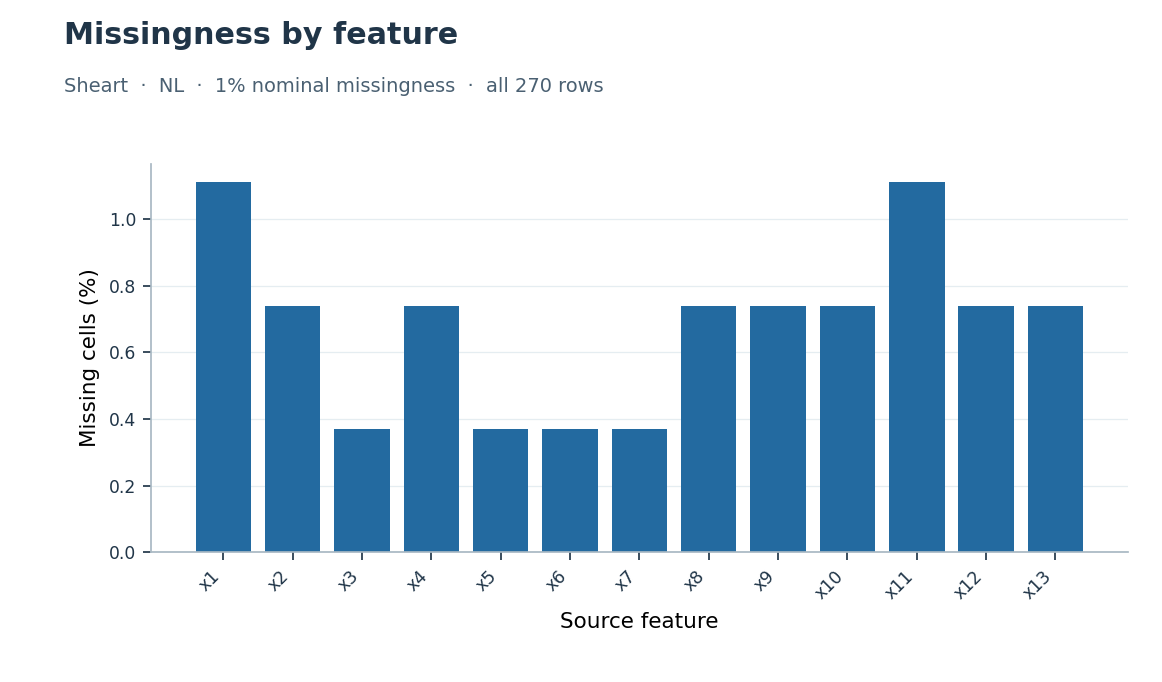 Missingness by feature
Sheart · NL · 1% nominal missingness · all 270 rows
Missing cells (%)
1.0
0.8
0.6
0.4
0.2
0.0
x1 x2 x3 x4 x5 x6 x7 x8 x9 x10 x11 x12 x13
Source feature